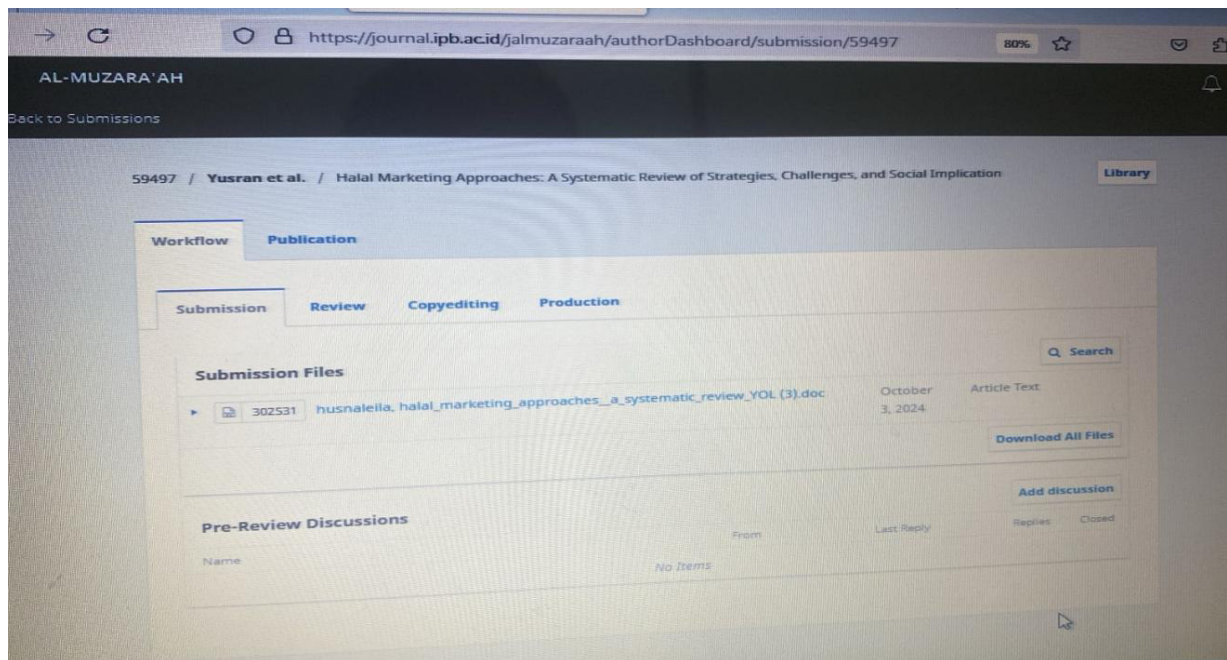 https://journal.ipb.ac.id/jalmuzaraah/authorDashboard/submission/59497 80%
AL-MUZARA'AH
Back to Submissions
59497 / Yusran et al. / Halal Marketing Approaches: A Systematic Review of Strategies, Challenges, and Social Implication Library
Workflow Publication
Submission Review Copyediting Production
Submission Files Search
302531 husnaleila, halal_marketing_approaches__a_systematic_review_YOL (3).doc October 3, 2024 Article Text
Download All Files
Pre-Review Discussions Add discussion
Name From Last Reply Replies Closed
No Items